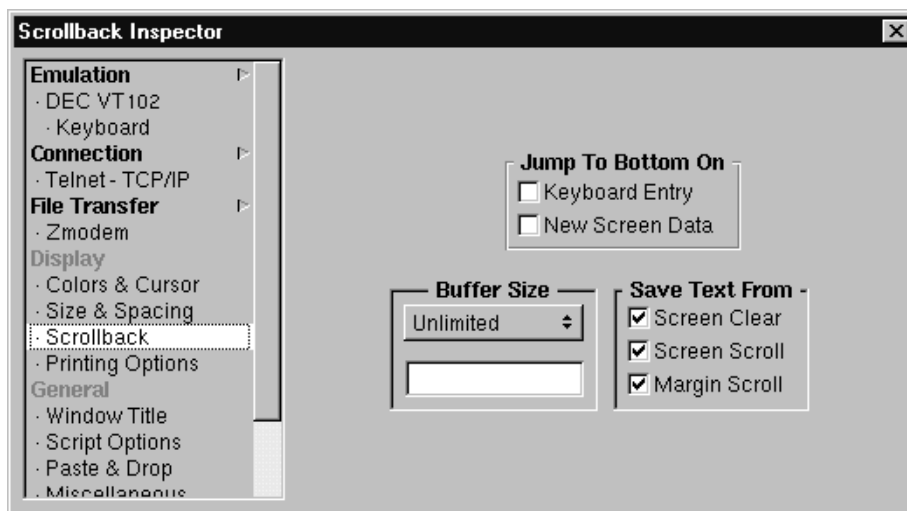 Scrollback Inspector
Emulation
· DEC VT102
· Keyboard
Connection
· Telnet - TCP/IP
File Transfer
· Zmodem
Display
· Colors & Cursor
· Size & Spacing
· Scrollback
· Printing Options
General
· Window Title
· Script Options
· Paste & Drop
· Miscellaneous
Jump To Bottom On
Keyboard Entry
New Screen Data
Buffer Size
Unlimited
Save Text From
Screen Clear
Screen Scroll
Margin Scroll